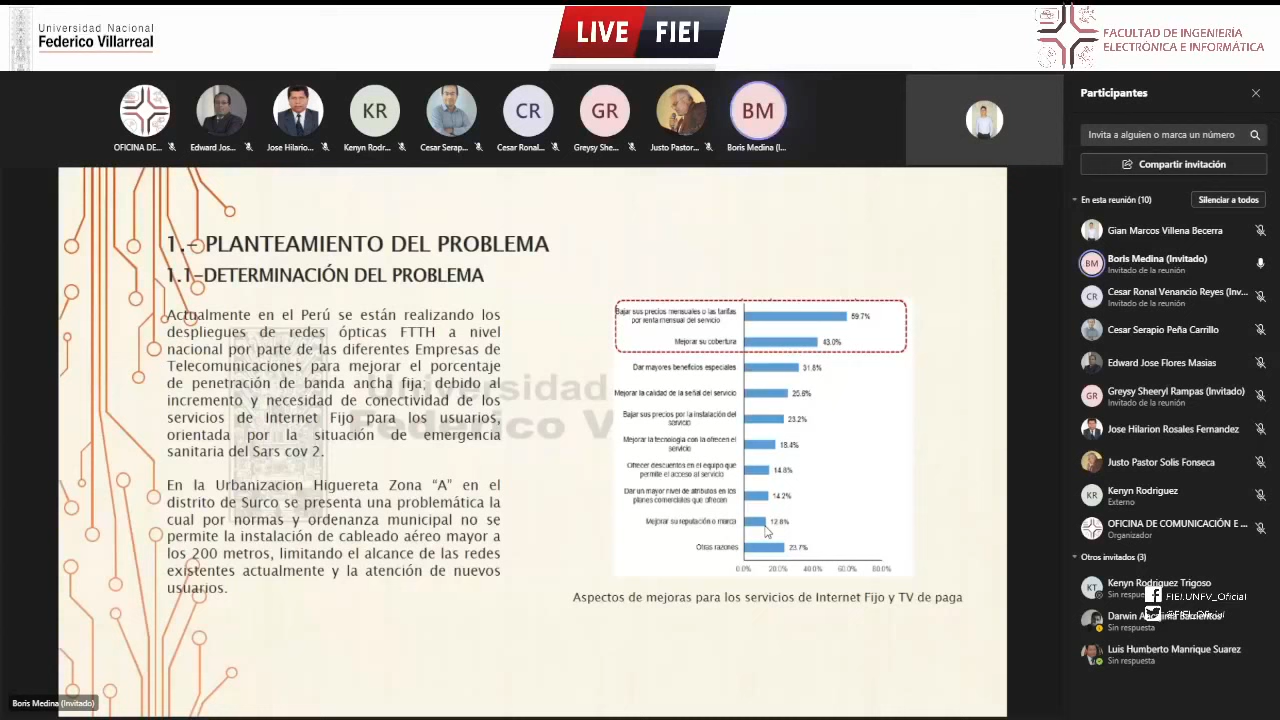 Universidad Nacional
Federico Villarreal
LIVE FIEI
FACULTAD DE INGENIERÍA
ELECTRÓNICA E INFORMÁTICA
KR
CR
GR
BM
OFICINA DE...
Edward Jos...
Jose Hilario...
Kenyn Rodr...
Cesar Serap...
Cesar Ronal...
Greysy She...
Justo Pastor...
Boris Medina (I...
1.- PLANTEAMIENTO DEL PROBLEMA
1.1-DETERMINACIÓN DEL PROBLEMA
Actualmente en el Perú se están realizando los
despliegues de redes ópticas FTTH a nivel
nacional por parte de las diferentes Empresas de
Telecomunicaciones para mejorar el porcentaje
de penetración de banda ancha fija; debido al
incremento y necesidad de conectividad de los
servicios de Internet Fijo para los usuarios,
orientada por la situación de emergencia
sanitaria del Sars cov 2.
En la Urbanizacion Higuereta Zona “A” en el
distrito de Surco se presenta una problemática la
cual por normas y ordenanza municipal no se
permite la instalación de cableado aéreo mayor a
los 200 metros, limitando el alcance de las redes
existentes actualmente y la atención de nuevos
usuarios.
Universidad
Federico V
Bajar sus precios mensuales o las tarifas
por renta mensual del servicio
59.7%
Mejorar su cobertura
43.0%
Dar mayores beneficios especiales
31.8%
Mejorar la calidad de la señal del servicio
25.6%
Bajar sus precios por la instalación del
servicio
23.2%
Mejorar la tecnología con la ofrecen el
servicio
18.4%
Ofrecer descuentos en el equipo que
permite el acceso al servicio
14.8%
Dar un mayor nivel de atributos en los
planes comerciales que ofrecen
14.2%
Mejorar su reputación o marca
12.8%
Otras razones
23.7%
0.0% 20.0% 40.0% 60.0% 80.0%
Aspectos de mejoras para los servicios de Internet Fijo y TV de paga
Boris Medina (Invitado)
Participantes
Invita a alguien o marca un número
Compartir invitación
En esta reunión (10)
Silenciar a todos
Gian Marcos Villena Becerra
BM
Boris Medina (Invitado)
Invitado de la reunión
CR
Cesar Ronal Venancio Reyes (Inv...
Invitado de la reunión
Cesar Serapio Peña Carrillo
Edward Jose Flores Masias
GR
Greysy Sheeryl Rampas (Invitado)
Invitado de la reunión
Jose Hilarion Rosales Fernandez
Justo Pastor Solis Fonseca
KR
Kenyn Rodriguez
Externo
OFICINA DE COMUNICACIÓN E ...
Organizador
Otros invitados (3)
KT
Kenyn Rodriguez Trigoso
Sin respuesta
FIEI.UNFV_Oficial
Darwin
Sin respuesta
@FIEI_Oficial
Luis Humberto Manrique Suarez
Sin respuesta